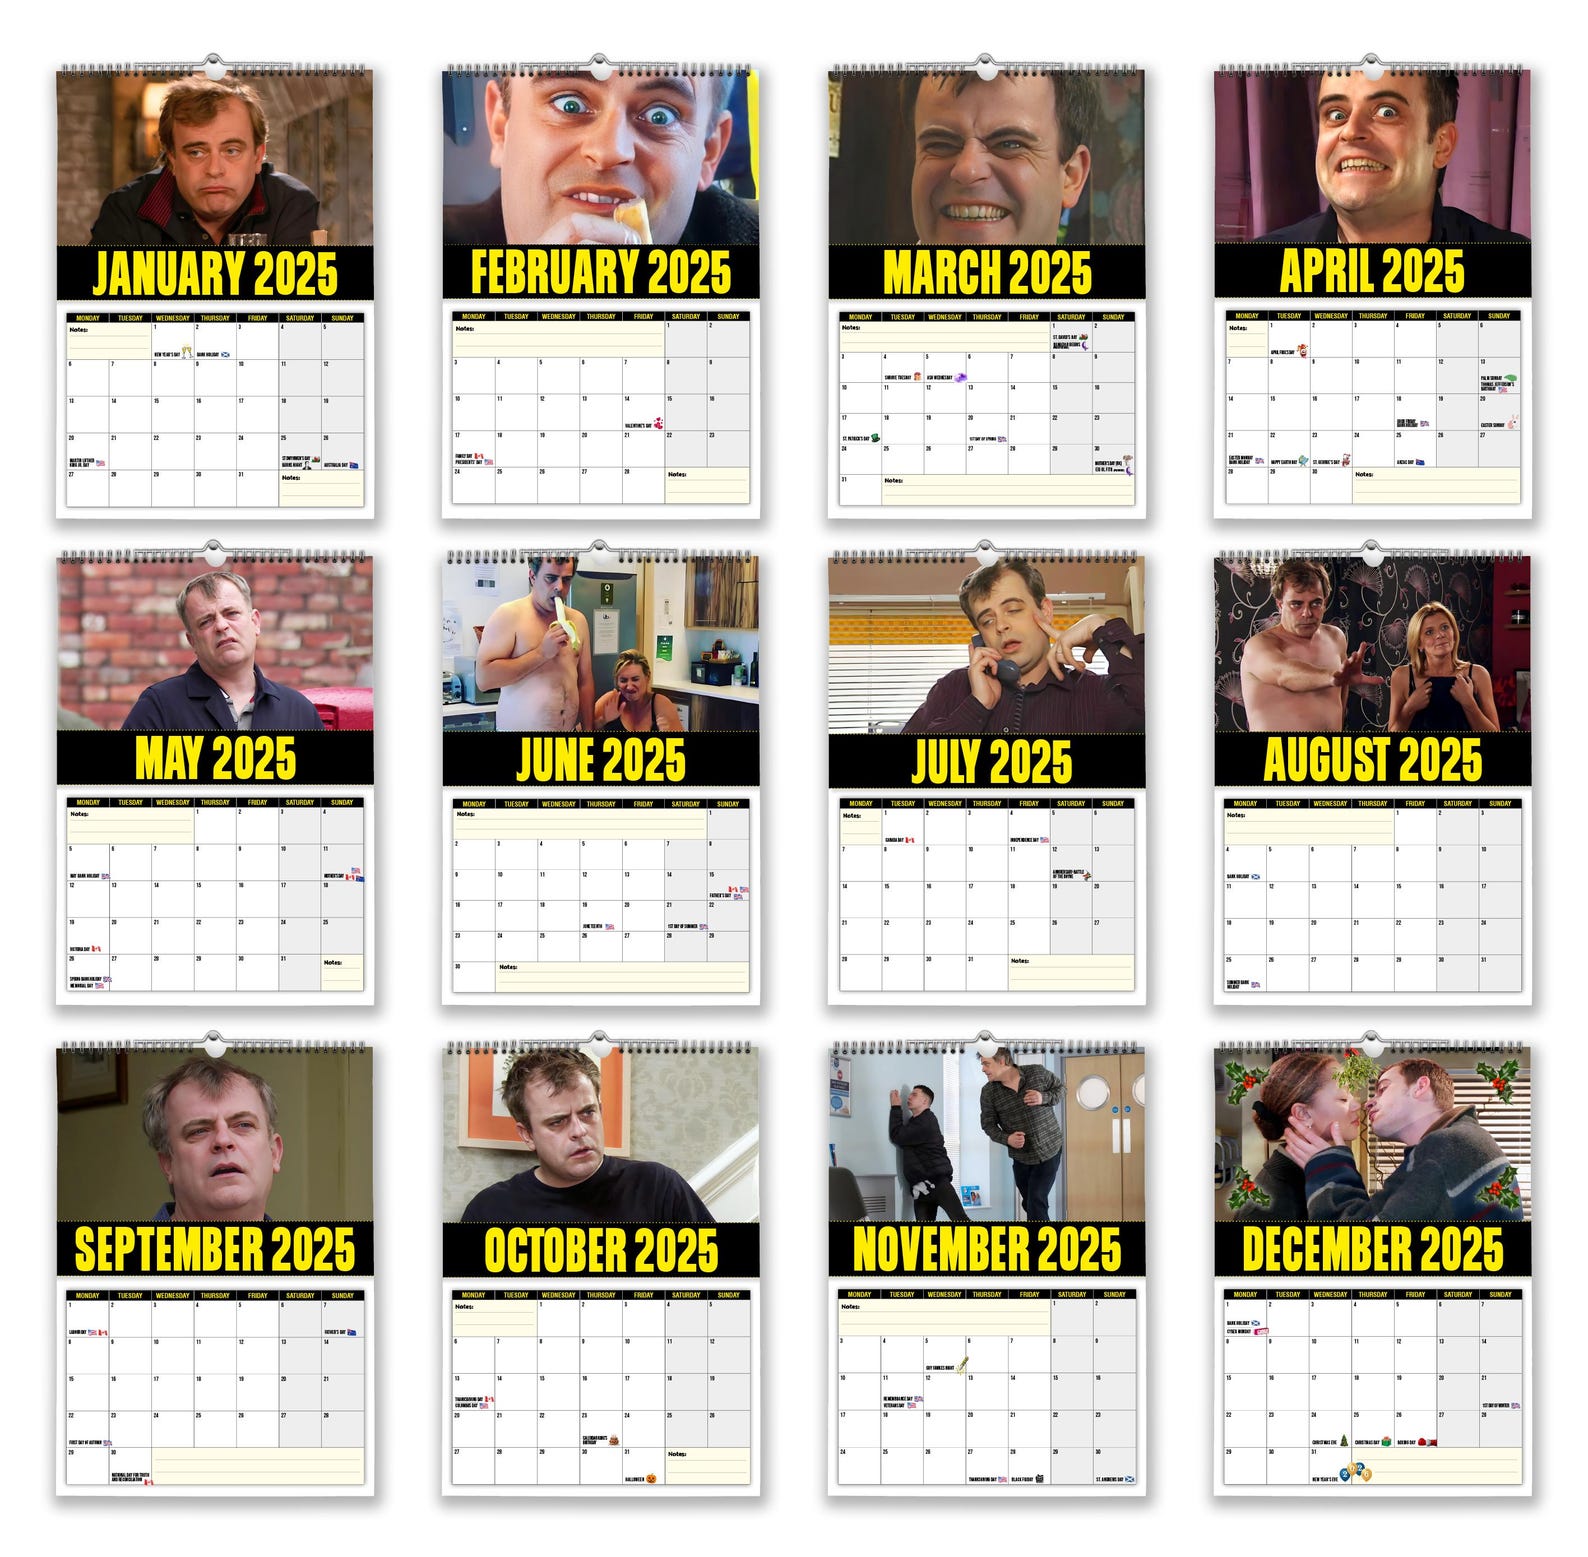 JANUARY 2025
MONDAY TUESDAY WEDNESDAY THURSDAY FRIDAY SATURDAY SUNDAY
Notes: 1 2 3 4 5
NEW YEAR'S DAY BANK HOLIDAY
6 7 8 9 10 11 12
13 14 15 16 17 18 19
20 21 22 23 24 25 26
MARTIN LUTHER KING JR. DAY ST DWYNWEN'S DAY
BURNS NIGHT AUSTRALIA DAY
27 28 29 30 31 Notes:
FEBRUARY 2025
MONDAY TUESDAY WEDNESDAY THURSDAY FRIDAY SATURDAY SUNDAY
Notes: 1 2
3 4 5 6 7 8 9
10 11 12 13 14 15 16
VALENTINE'S DAY
17 18 19 20 21 22 23
FAMILY DAY
PRESIDENTS' DAY
24 25 26 27 28 Notes:
MARCH 2025
MONDAY TUESDAY WEDNESDAY THURSDAY FRIDAY SATURDAY SUNDAY
Notes: 1 2
ST. DAVID'S DAY
RAMADAN BEGINS
3 4 5 6 7 8 9
SHROVE TUESDAY ASH WEDNESDAY
10 11 12 13 14 15 16
17 18 19 20 21 22 23
ST. PATRICK'S DAY 1ST DAY OF SPRING
24 25 26 27 28 29 30
MOTHER'S DAY (UK)
EID UL FITR
31 Notes:
APRIL 2025
MONDAY TUESDAY WEDNESDAY THURSDAY FRIDAY SATURDAY SUNDAY
Notes: 1 2 3 4 5 6
APRIL FOOL'S DAY
7 8 9 10 11 12 13
PALM SUNDAY
THOMAS JEFFERSON'S
BIRTHDAY
14 15 16 17 18 19 20
GOOD FRIDAY
BANK HOLIDAY EASTER SUNDAY
21 22 23 24 25 26 27
EASTER MONDAY
BANK HOLIDAY HAPPY EARTH DAY ST. GEORGE'S DAY ANZAC DAY
28 29 30 Notes:
MAY 2025
MONDAY TUESDAY WEDNESDAY THURSDAY FRIDAY SATURDAY SUNDAY
Notes: 1 2 3 4
5 6 7 8 9 10 11
MAY BANK HOLIDAY MOTHER'S DAY
12 13 14 15 16 17 18
19 20 21 22 23 24 25
VICTORIA DAY
26 27 28 29 30 31 Notes:
SPRING BANK HOLIDAY
MEMORIAL DAY
JUNE 2025
MONDAY TUESDAY WEDNESDAY THURSDAY FRIDAY SATURDAY SUNDAY
Notes: 1
2 3 4 5 6 7 8
9 10 11 12 13 14 15
FATHER'S DAY
16 17 18 19 20 21 22
JUNETEENTH 1ST DAY OF SUMMER
23 24 25 26 27 28 29
30 Notes:
JULY 2025
MONDAY TUESDAY WEDNESDAY THURSDAY FRIDAY SATURDAY SUNDAY
Notes: 1 2 3 4 5 6
CANADA DAY INDEPENDENCE DAY
7 8 9 10 11 12 13
ANNIVERSARY BATTLE
OF THE BOYNE
14 15 16 17 18 19 20
21 22 23 24 25 26 27
28 29 30 31 Notes:
AUGUST 2025
MONDAY TUESDAY WEDNESDAY THURSDAY FRIDAY SATURDAY SUNDAY
Notes: 1 2 3
4 5 6 7 8 9 10
BANK HOLIDAY
11 12 13 14 15 16 17
18 19 20 21 22 23 24
25 26 27 28 29 30 31
SUMMER BANK
HOLIDAY
SEPTEMBER 2025
MONDAY TUESDAY WEDNESDAY THURSDAY FRIDAY SATURDAY SUNDAY
1 2 3 4 5 6 7
LABOUR DAY FATHER'S DAY
8 9 10 11 12 13 14
15 16 17 18 19 20 21
22 23 24 25 26 27 28
FIRST DAY OF AUTUMN
29 30
NATIONAL DAY FOR TRUTH
AND RECONCILIATION
OCTOBER 2025
MONDAY TUESDAY WEDNESDAY THURSDAY FRIDAY SATURDAY SUNDAY
Notes: 1 2 3 4 5
6 7 8 9 10 11 12
13 14 15 16 17 18 19
THANKSGIVING DAY
COLUMBUS DAY
20 21 22 23 24 25 26
BIRTHDAY
27 28 29 30 31 Notes:
HALLOWEEN
NOVEMBER 2025
MONDAY TUESDAY WEDNESDAY THURSDAY FRIDAY SATURDAY SUNDAY
Notes: 1 2
3 4 5 6 7 8 9
GUY FAWKES NIGHT
10 11 12 13 14 15 16
REMEMBRANCE DAY
VETERANS DAY
17 18 19 20 21 22 23
24 25 26 27 28 29 30
THANKSGIVING DAY BLACK FRIDAY ST. ANDREWS DAY
DECEMBER 2025
MONDAY TUESDAY WEDNESDAY THURSDAY FRIDAY SATURDAY SUNDAY
1 2 3 4 5 6 7
BANK HOLIDAY
CYBER MONDAY
8 9 10 11 12 13 14
15 16 17 18 19 20 21
1ST DAY OF WINTER
22 23 24 25 26 27 28
CHRISTMAS EVE CHRISTMAS DAY BOXING DAY
29 30 31
NEW YEAR'S EVE